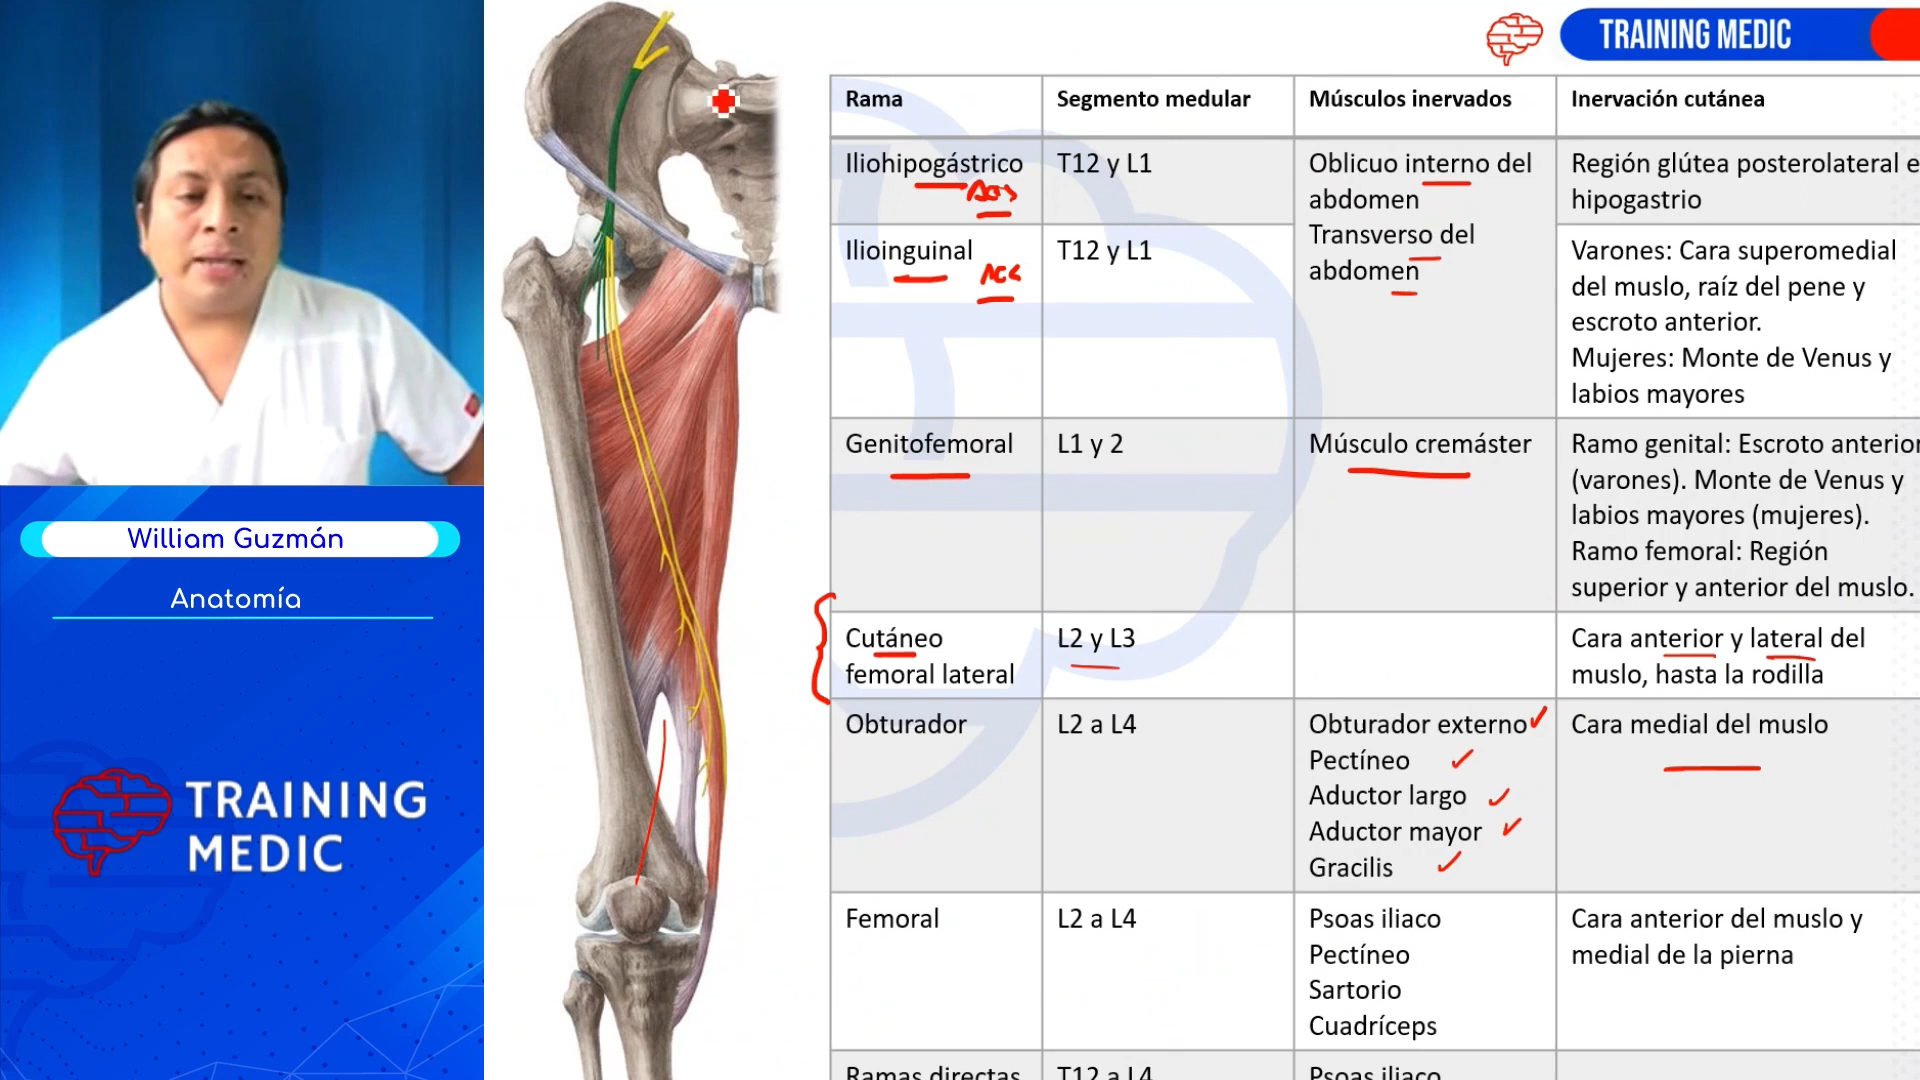 TRAINING MEDIC
Rama
Segmento medular
Músculos inervados
Inervación cutánea
Iliohipogástrico
T12 y L1
Oblicuo interno del
abdomen
Transverso del
abdomen
Región glútea posterolateral e
hipogastrio
Ilioinguinal
T12 y L1
Varones: Cara superomedial
del muslo, raíz del pene y
escroto anterior.
Mujeres: Monte de Venus y
labios mayores
Genitofemoral
L1 y 2
Músculo cremáster
Ramo genital: Escroto anterior
(varones). Monte de Venus y
labios mayores (mujeres).
Ramo femoral: Región
superior y anterior del muslo.
Cutáneo
femoral lateral
L2 y L3
Cara anterior y lateral del
muslo, hasta la rodilla
Obturador
L2 a L4
Obturador externo
Pectíneo
Aductor largo
Aductor mayor
Gracilis
Cara medial del muslo
Femoral
L2 a L4
Psoas iliaco
Pectíneo
Sartorio
Cuadríceps
Cara anterior del muslo y
medial de la pierna
Ramas directas
T12 a L4
Psoas iliaco
William Guzmán
Anatomía
TRAINING
MEDIC